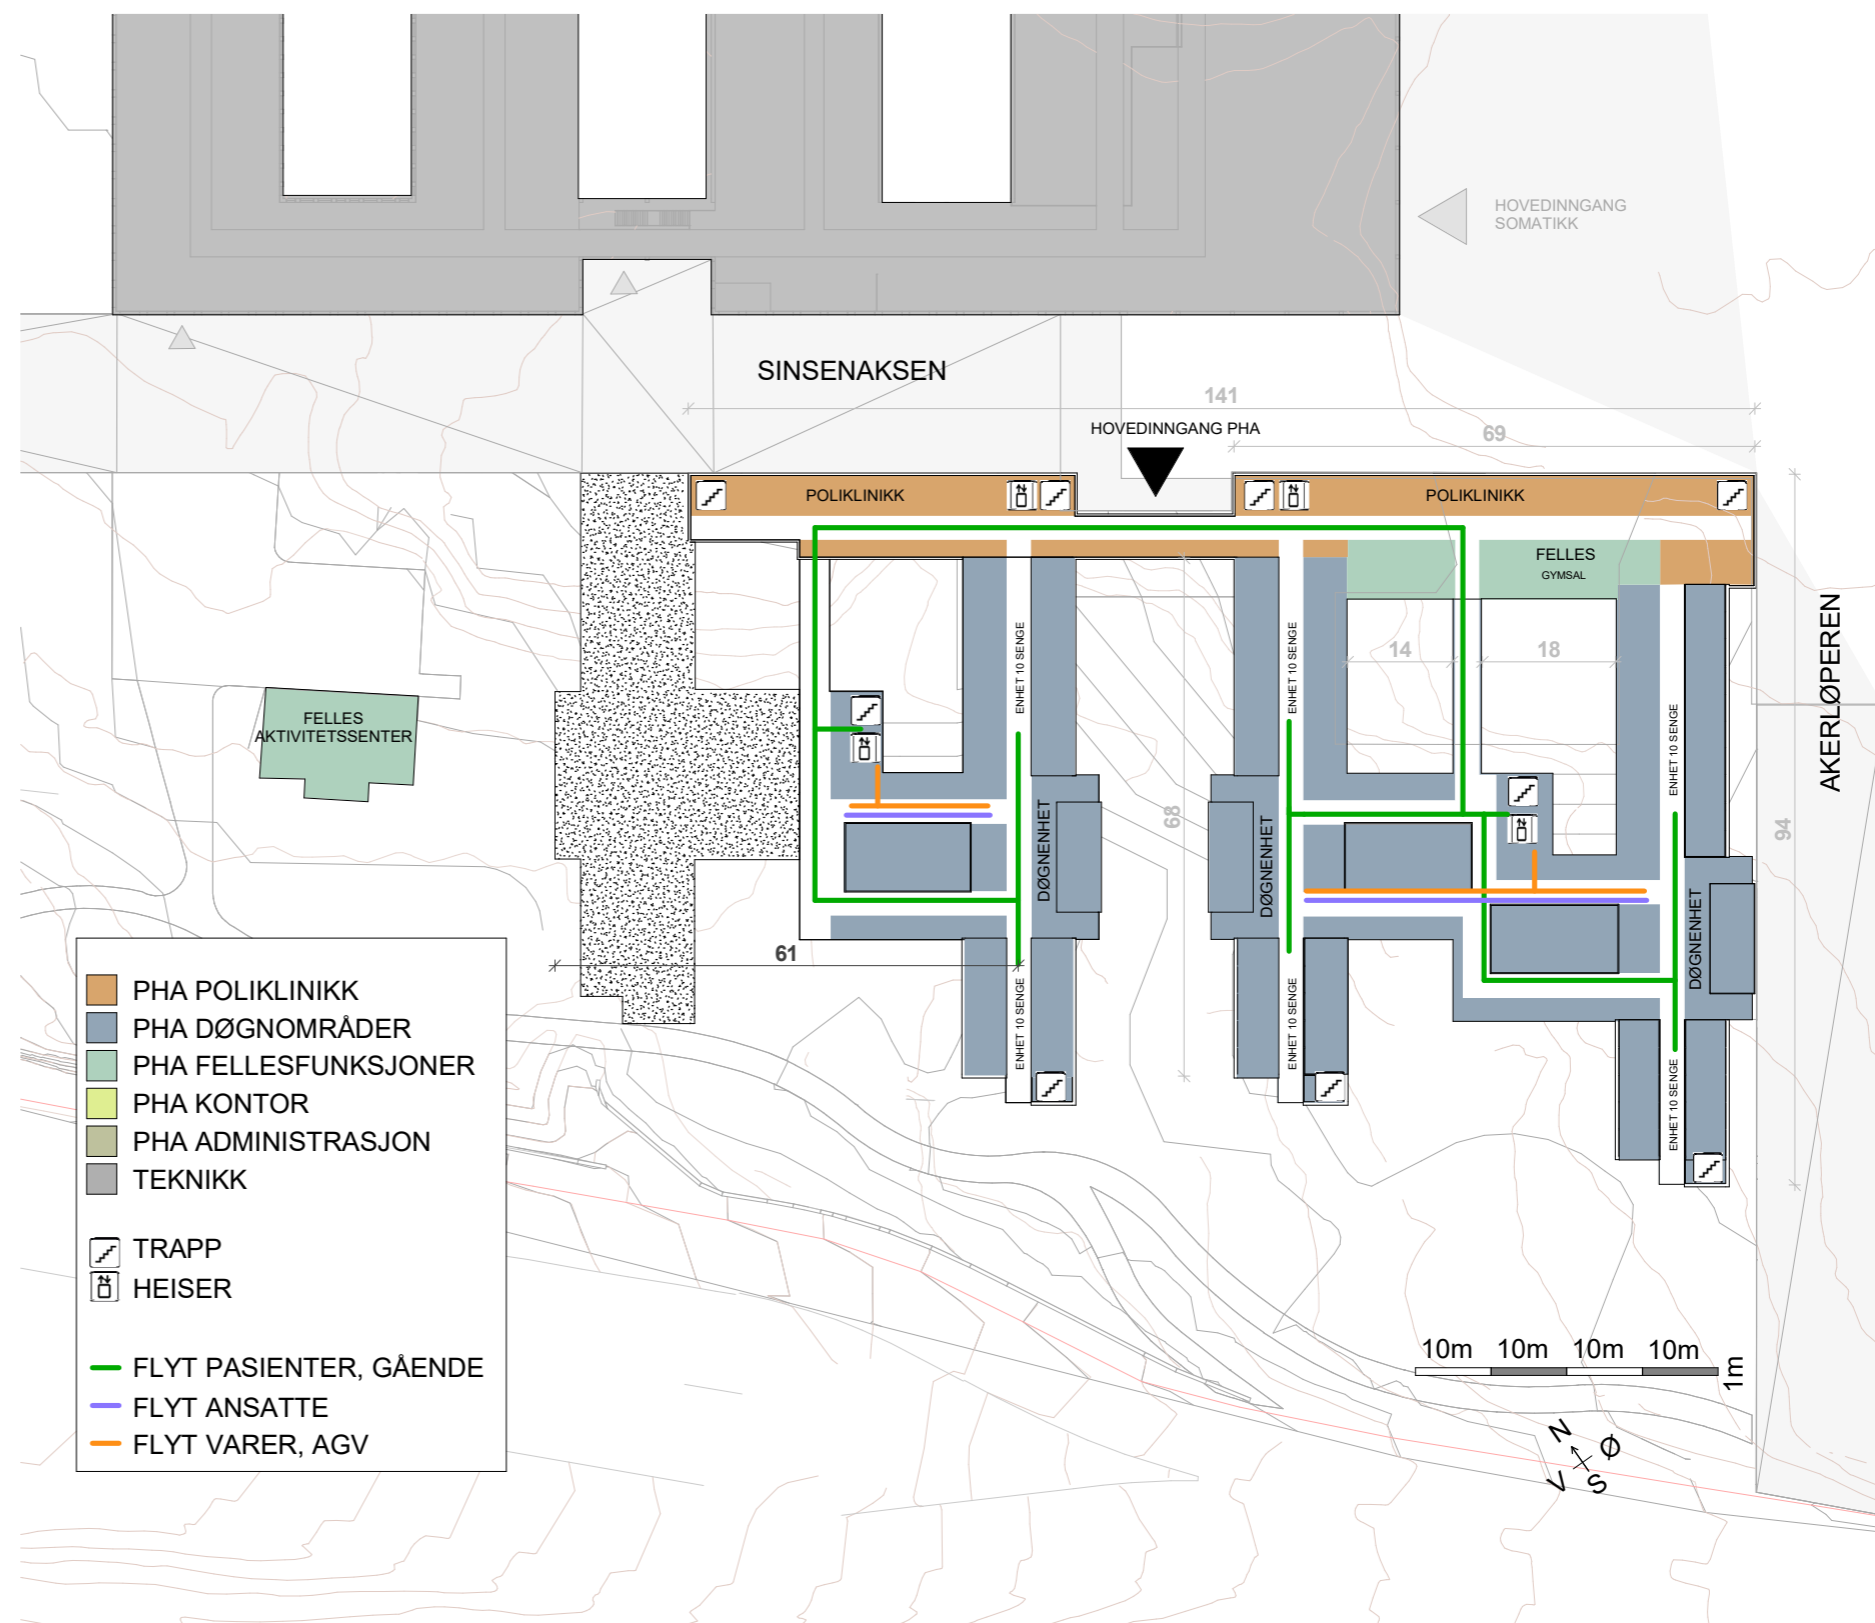 HOVEDINNGANG
SOMATIKK
SINSENAKSEN
141
HOVEDINNGANG PHA
69
POLIKLINIKK
POLIKLINIKK
FELLES
GYMSAL
AKERLØPEREN
ENHET 10 SENGE
ENHET 10 SENGE
14
18
ENHET 10 SENGE
FELLES
AKTIVITETSSENTER
68
94
DØGNENHET
DØGNENHET
DØGNENHET
61
ENHET 10 SENGE
ENHET 10 SENGE
ENHET 10 SENGE
PHA POLIKLINIKK
PHA DØGNOMRÅDER
PHA FELLESFUNKSJONER
PHA KONTOR
PHA ADMINISTRASJON
TEKNIKK
TRAPP
HEISER
FLYT PASIENTER, GÅENDE
FLYT ANSATTE
FLYT VARER, AGV
10m 10m 10m 10m
1m
N
Ø
V
S